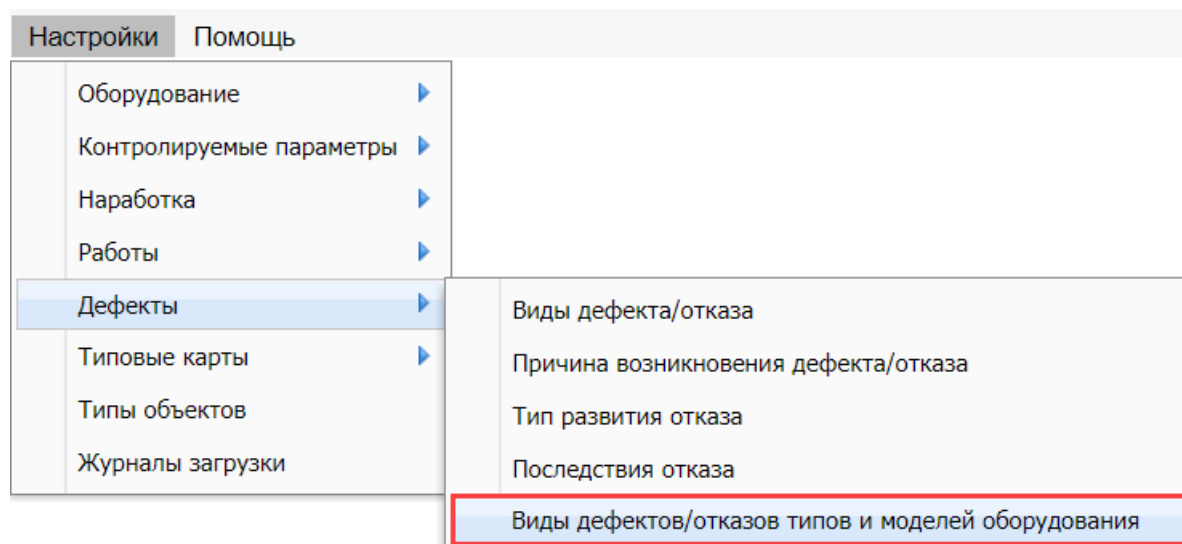 Настройки Помощь
Оборудование
Контролируемые параметры
Наработка
Работы
Дефекты
Типовые карты
Типы объектов
Журналы загрузки
Виды дефекта/отказа
Причина возникновения дефекта/отказа
Тип развития отказа
Последствия отказа
Виды дефектов/отказов типов и моделей оборудования